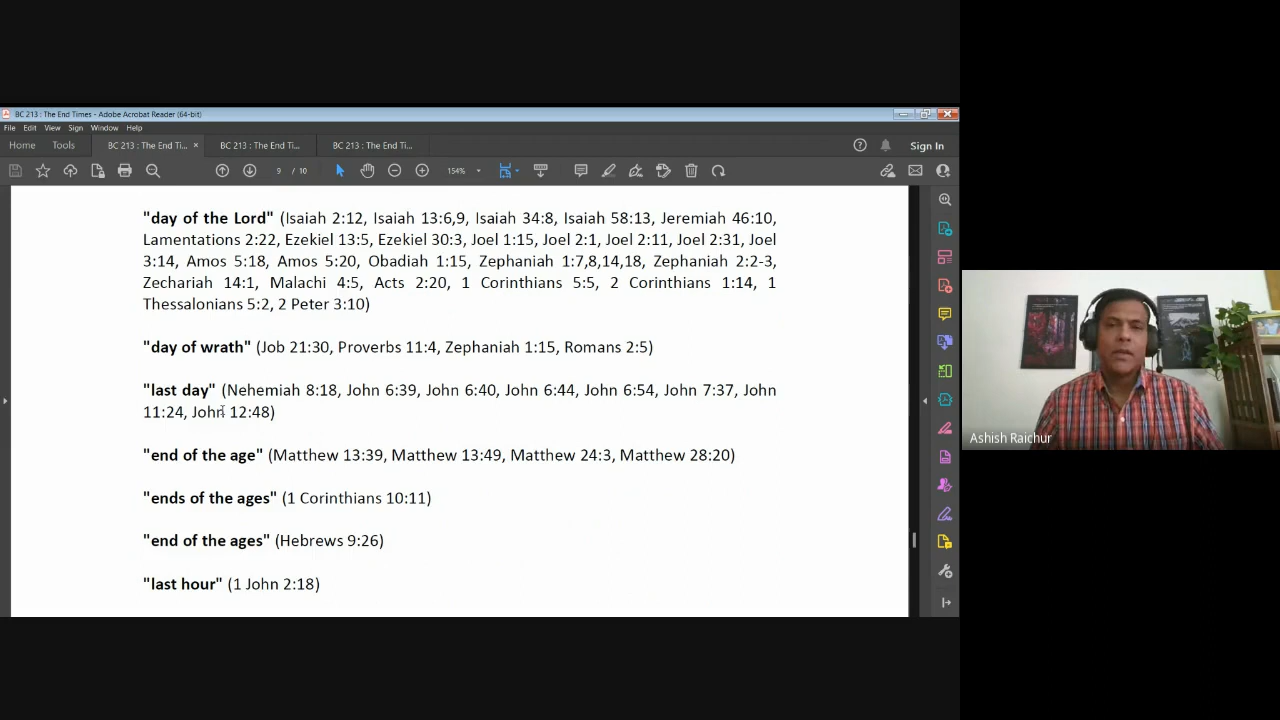 BC 213 : The End Times - Adobe Acrobat Reader (64-bit)
File Edit View Sign Window Help
Home Tools BC 213 : The End Ti... × BC 213 : The End Ti... BC 213 : The End Ti... Sign In
9 / 10 154%
"day of the Lord" (Isaiah 2:12, Isaiah 13:6,9, Isaiah 34:8, Isaiah 58:13, Jeremiah 46:10,
Lamentations 2:22, Ezekiel 13:5, Ezekiel 30:3, Joel 1:15, Joel 2:1, Joel 2:11, Joel 2:31, Joel
3:14, Amos 5:18, Amos 5:20, Obadiah 1:15, Zephaniah 1:7,8,14,18, Zephaniah 2:2-3,
Zechariah 14:1, Malachi 4:5, Acts 2:20, 1 Corinthians 5:5, 2 Corinthians 1:14, 1
Thessalonians 5:2, 2 Peter 3:10)
"day of wrath" (Job 21:30, Proverbs 11:4, Zephaniah 1:15, Romans 2:5)
"last day" (Nehemiah 8:18, John 6:39, John 6:40, John 6:44, John 6:54, John 7:37, John
11:24, John 12:48)
"end of the age" (Matthew 13:39, Matthew 13:49, Matthew 24:3, Matthew 28:20)
"ends of the ages" (1 Corinthians 10:11)
"end of the ages" (Hebrews 9:26)
"last hour" (1 John 2:18)
Ashish Raichur